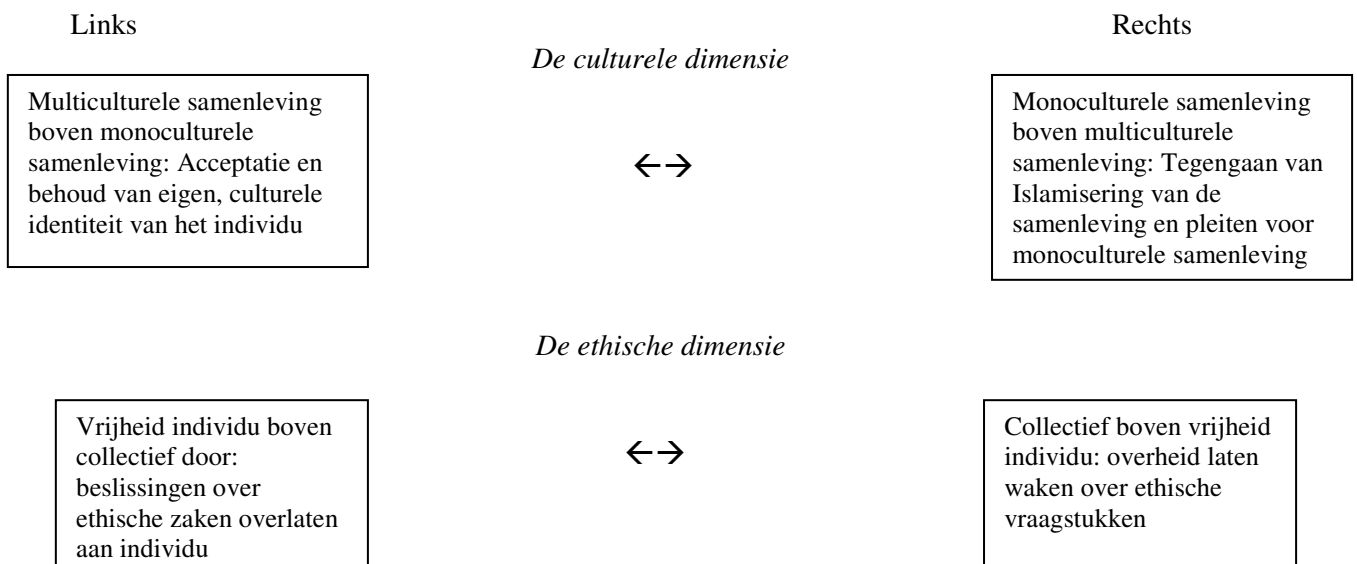 Links
Rechts
De culturele dimensie
Multiculturele samenleving
boven monoculturele
samenleving: Acceptatie en
behoud van eigen, culturele
identiteit van het individu
←→
Monoculturele samenleving
boven multiculturele
samenleving: Tegengaan van
Islamisering van de
samenleving en pleiten voor
monoculturele samenleving
De ethische dimensie
Vrijheid individu boven
collectief door:
beslissingen over
ethische zaken overlaten
aan individu
←→
Collectief boven vrijheid
individu: overheid laten
waken over ethische
vraagstukken